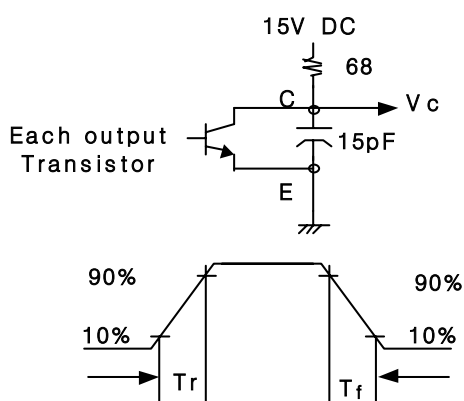 15V DC
68
C
Vc
Each output
Transistor
15pF
E
90%
90%
10%
10%
Tr
Tf